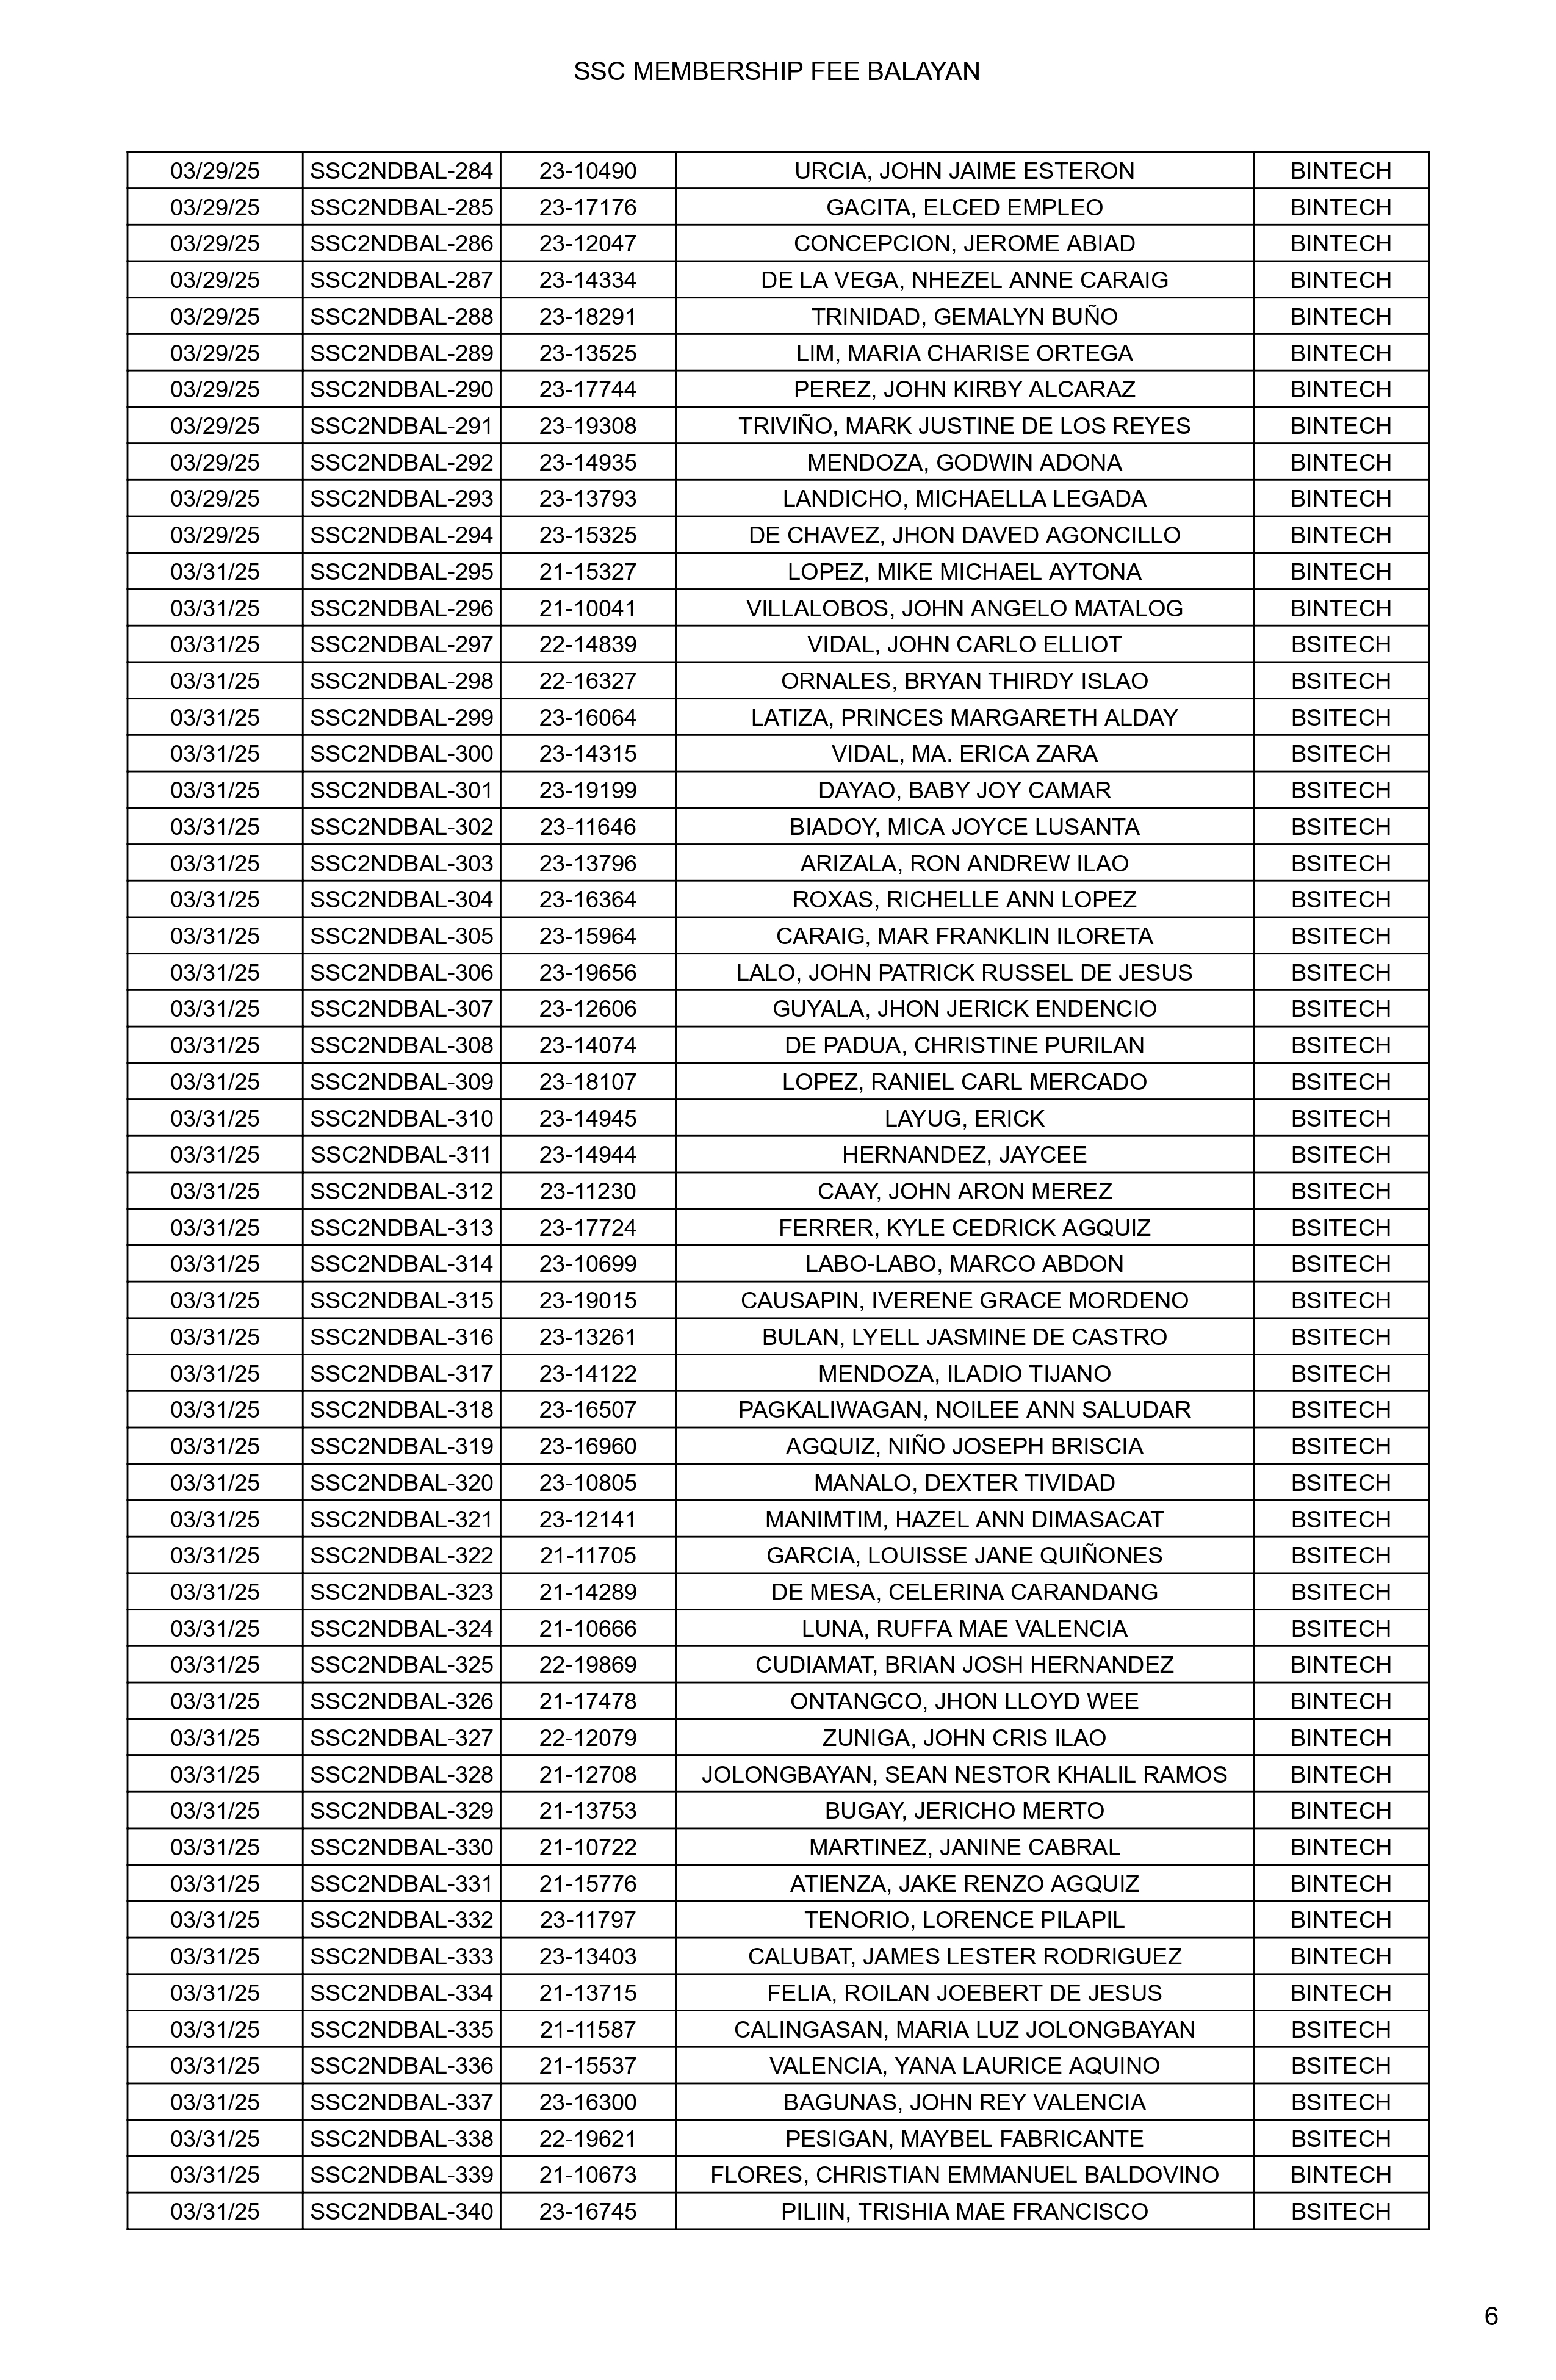 SSC MEMBERSHIP FEE BALAYAN
03/29/25 SSC2NDBAL-284 23-10490 URCIA, JOHN JAIME ESTERON BINTECH
03/29/25 SSC2NDBAL-285 23-17176 GACITA, ELCED EMPLEO BINTECH
03/29/25 SSC2NDBAL-286 23-12047 CONCEPCION, JEROME ABIAD BINTECH
03/29/25 SSC2NDBAL-287 23-14334 DE LA VEGA, NHEZEL ANNE CARAIG BINTECH
03/29/25 SSC2NDBAL-288 23-18291 TRINIDAD, GEMALYN BUÑO BINTECH
03/29/25 SSC2NDBAL-289 23-13525 LIM, MARIA CHARISE ORTEGA BINTECH
03/29/25 SSC2NDBAL-290 23-17744 PEREZ, JOHN KIRBY ALCARAZ BINTECH
03/29/25 SSC2NDBAL-291 23-19308 TRIVIÑO, MARK JUSTINE DE LOS REYES BINTECH
03/29/25 SSC2NDBAL-292 23-14935 MENDOZA, GODWIN ADONA BINTECH
03/29/25 SSC2NDBAL-293 23-13793 LANDICHO, MICHAELLA LEGADA BINTECH
03/29/25 SSC2NDBAL-294 23-15325 DE CHAVEZ, JHON DAVED AGONCILLO BINTECH
03/31/25 SSC2NDBAL-295 21-15327 LOPEZ, MIKE MICHAEL AYTONA BINTECH
03/31/25 SSC2NDBAL-296 21-10041 VILLALOBOS, JOHN ANGELO MATALOG BINTECH
03/31/25 SSC2NDBAL-297 22-14839 VIDAL, JOHN CARLO ELLIOT BSITECH
03/31/25 SSC2NDBAL-298 22-16327 ORNALES, BRYAN THIRDY ISLAO BSITECH
03/31/25 SSC2NDBAL-299 23-16064 LATIZA, PRINCES MARGARETH ALDAY BSITECH
03/31/25 SSC2NDBAL-300 23-14315 VIDAL, MA. ERICA ZARA BSITECH
03/31/25 SSC2NDBAL-301 23-19199 DAYAO, BABY JOY CAMAR BSITECH
03/31/25 SSC2NDBAL-302 23-11646 BIADOY, MICA JOYCE LUSANTA BSITECH
03/31/25 SSC2NDBAL-303 23-13796 ARIZALA, RON ANDREW ILAO BSITECH
03/31/25 SSC2NDBAL-304 23-16364 ROXAS, RICHELLE ANN LOPEZ BSITECH
03/31/25 SSC2NDBAL-305 23-15964 CARAIG, MAR FRANKLIN ILORETA BSITECH
03/31/25 SSC2NDBAL-306 23-19656 LALO, JOHN PATRICK RUSSEL DE JESUS BSITECH
03/31/25 SSC2NDBAL-307 23-12606 GUYALA, JHON JERICK ENDENCIO BSITECH
03/31/25 SSC2NDBAL-308 23-14074 DE PADUA, CHRISTINE PURILAN BSITECH
03/31/25 SSC2NDBAL-309 23-18107 LOPEZ, RANIEL CARL MERCADO BSITECH
03/31/25 SSC2NDBAL-310 23-14945 LAYUG, ERICK BSITECH
03/31/25 SSC2NDBAL-311 23-14944 HERNANDEZ, JAYCEE BSITECH
03/31/25 SSC2NDBAL-312 23-11230 CAAY, JOHN ARON MEREZ BSITECH
03/31/25 SSC2NDBAL-313 23-17724 FERRER, KYLE CEDRICK AGQUIZ BSITECH
03/31/25 SSC2NDBAL-314 23-10699 LABO-LABO, MARCO ABDON BSITECH
03/31/25 SSC2NDBAL-315 23-19015 CAUSAPIN, IVERENE GRACE MORDENO BSITECH
03/31/25 SSC2NDBAL-316 23-13261 BULAN, LYELL JASMINE DE CASTRO BSITECH
03/31/25 SSC2NDBAL-317 23-14122 MENDOZA, ILADIO TIJANO BSITECH
03/31/25 SSC2NDBAL-318 23-16507 PAGKALIWAGAN, NOILEE ANN SALUDAR BSITECH
03/31/25 SSC2NDBAL-319 23-16960 AGQUIZ, NIÑO JOSEPH BRISCIA BSITECH
03/31/25 SSC2NDBAL-320 23-10805 MANALO, DEXTER TIVIDAD BSITECH
03/31/25 SSC2NDBAL-321 23-12141 MANIMTIM, HAZEL ANN DIMASACAT BSITECH
03/31/25 SSC2NDBAL-322 21-11705 GARCIA, LOUISSE JANE QUIÑONES BSITECH
03/31/25 SSC2NDBAL-323 21-14289 DE MESA, CELERINA CARANDANG BSITECH
03/31/25 SSC2NDBAL-324 21-10666 LUNA, RUFFA MAE VALENCIA BSITECH
03/31/25 SSC2NDBAL-325 22-19869 CUDIAMAT, BRIAN JOSH HERNANDEZ BINTECH
03/31/25 SSC2NDBAL-326 21-17478 ONTANGCO, JHON LLOYD WEE BINTECH
03/31/25 SSC2NDBAL-327 22-12079 ZUNIGA, JOHN CRIS ILAO BINTECH
03/31/25 SSC2NDBAL-328 21-12708 JOLONGBAYAN, SEAN NESTOR KHALIL RAMOS BINTECH
03/31/25 SSC2NDBAL-329 21-13753 BUGAY, JERICHO MERTO BINTECH
03/31/25 SSC2NDBAL-330 21-10722 MARTINEZ, JANINE CABRAL BINTECH
03/31/25 SSC2NDBAL-331 21-15776 ATIENZA, JAKE RENZO AGQUIZ BINTECH
03/31/25 SSC2NDBAL-332 23-11797 TENORIO, LORENCE PILAPIL BINTECH
03/31/25 SSC2NDBAL-333 23-13403 CALUBAT, JAMES LESTER RODRIGUEZ BINTECH
03/31/25 SSC2NDBAL-334 21-13715 FELIA, ROILAN JOEBERT DE JESUS BINTECH
03/31/25 SSC2NDBAL-335 21-11587 CALINGASAN, MARIA LUZ JOLONGBAYAN BSITECH
03/31/25 SSC2NDBAL-336 21-15537 VALENCIA, YANA LAURICE AQUINO BSITECH
03/31/25 SSC2NDBAL-337 23-16300 BAGUNAS, JOHN REY VALENCIA BSITECH
03/31/25 SSC2NDBAL-338 22-19621 PESIGAN, MAYBEL FABRICANTE BSITECH
03/31/25 SSC2NDBAL-339 21-10673 FLORES, CHRISTIAN EMMANUEL BALDOVINO BINTECH
03/31/25 SSC2NDBAL-340 23-16745 PILIIN, TRISHIA MAE FRANCISCO BSITECH
6